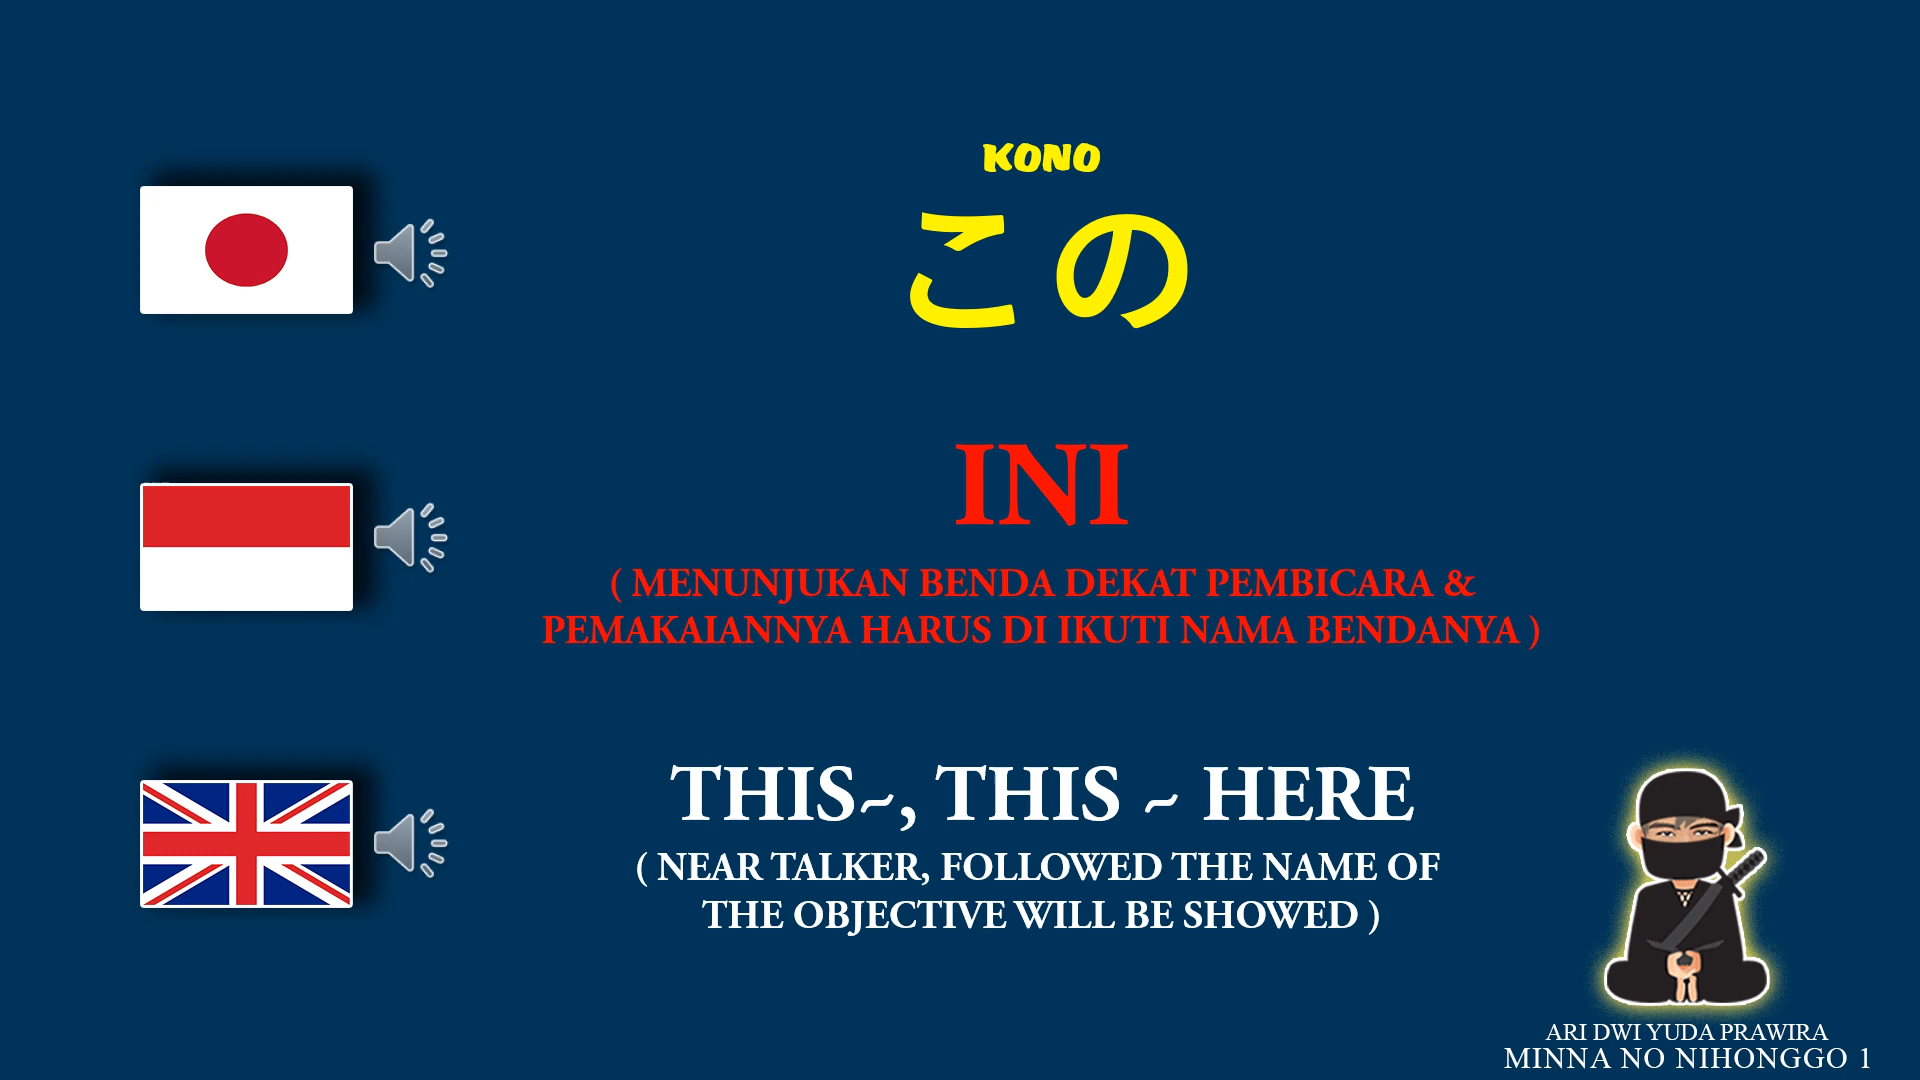 KONO
この
INI
( MENUNJUKAN BENDA DEKAT PEMBICARA &
PEMAKAIANNYA HARUS DI IKUTI NAMA BENDANYA )
THIS~, THIS ~ HERE
( NEAR TALKER, FOLLOWED THE NAME OF
THE OBJECTIVE WILL BE SHOWED )
ARI DWI YUDA PRAWIRA
MINNA NO NIHONGGO 1